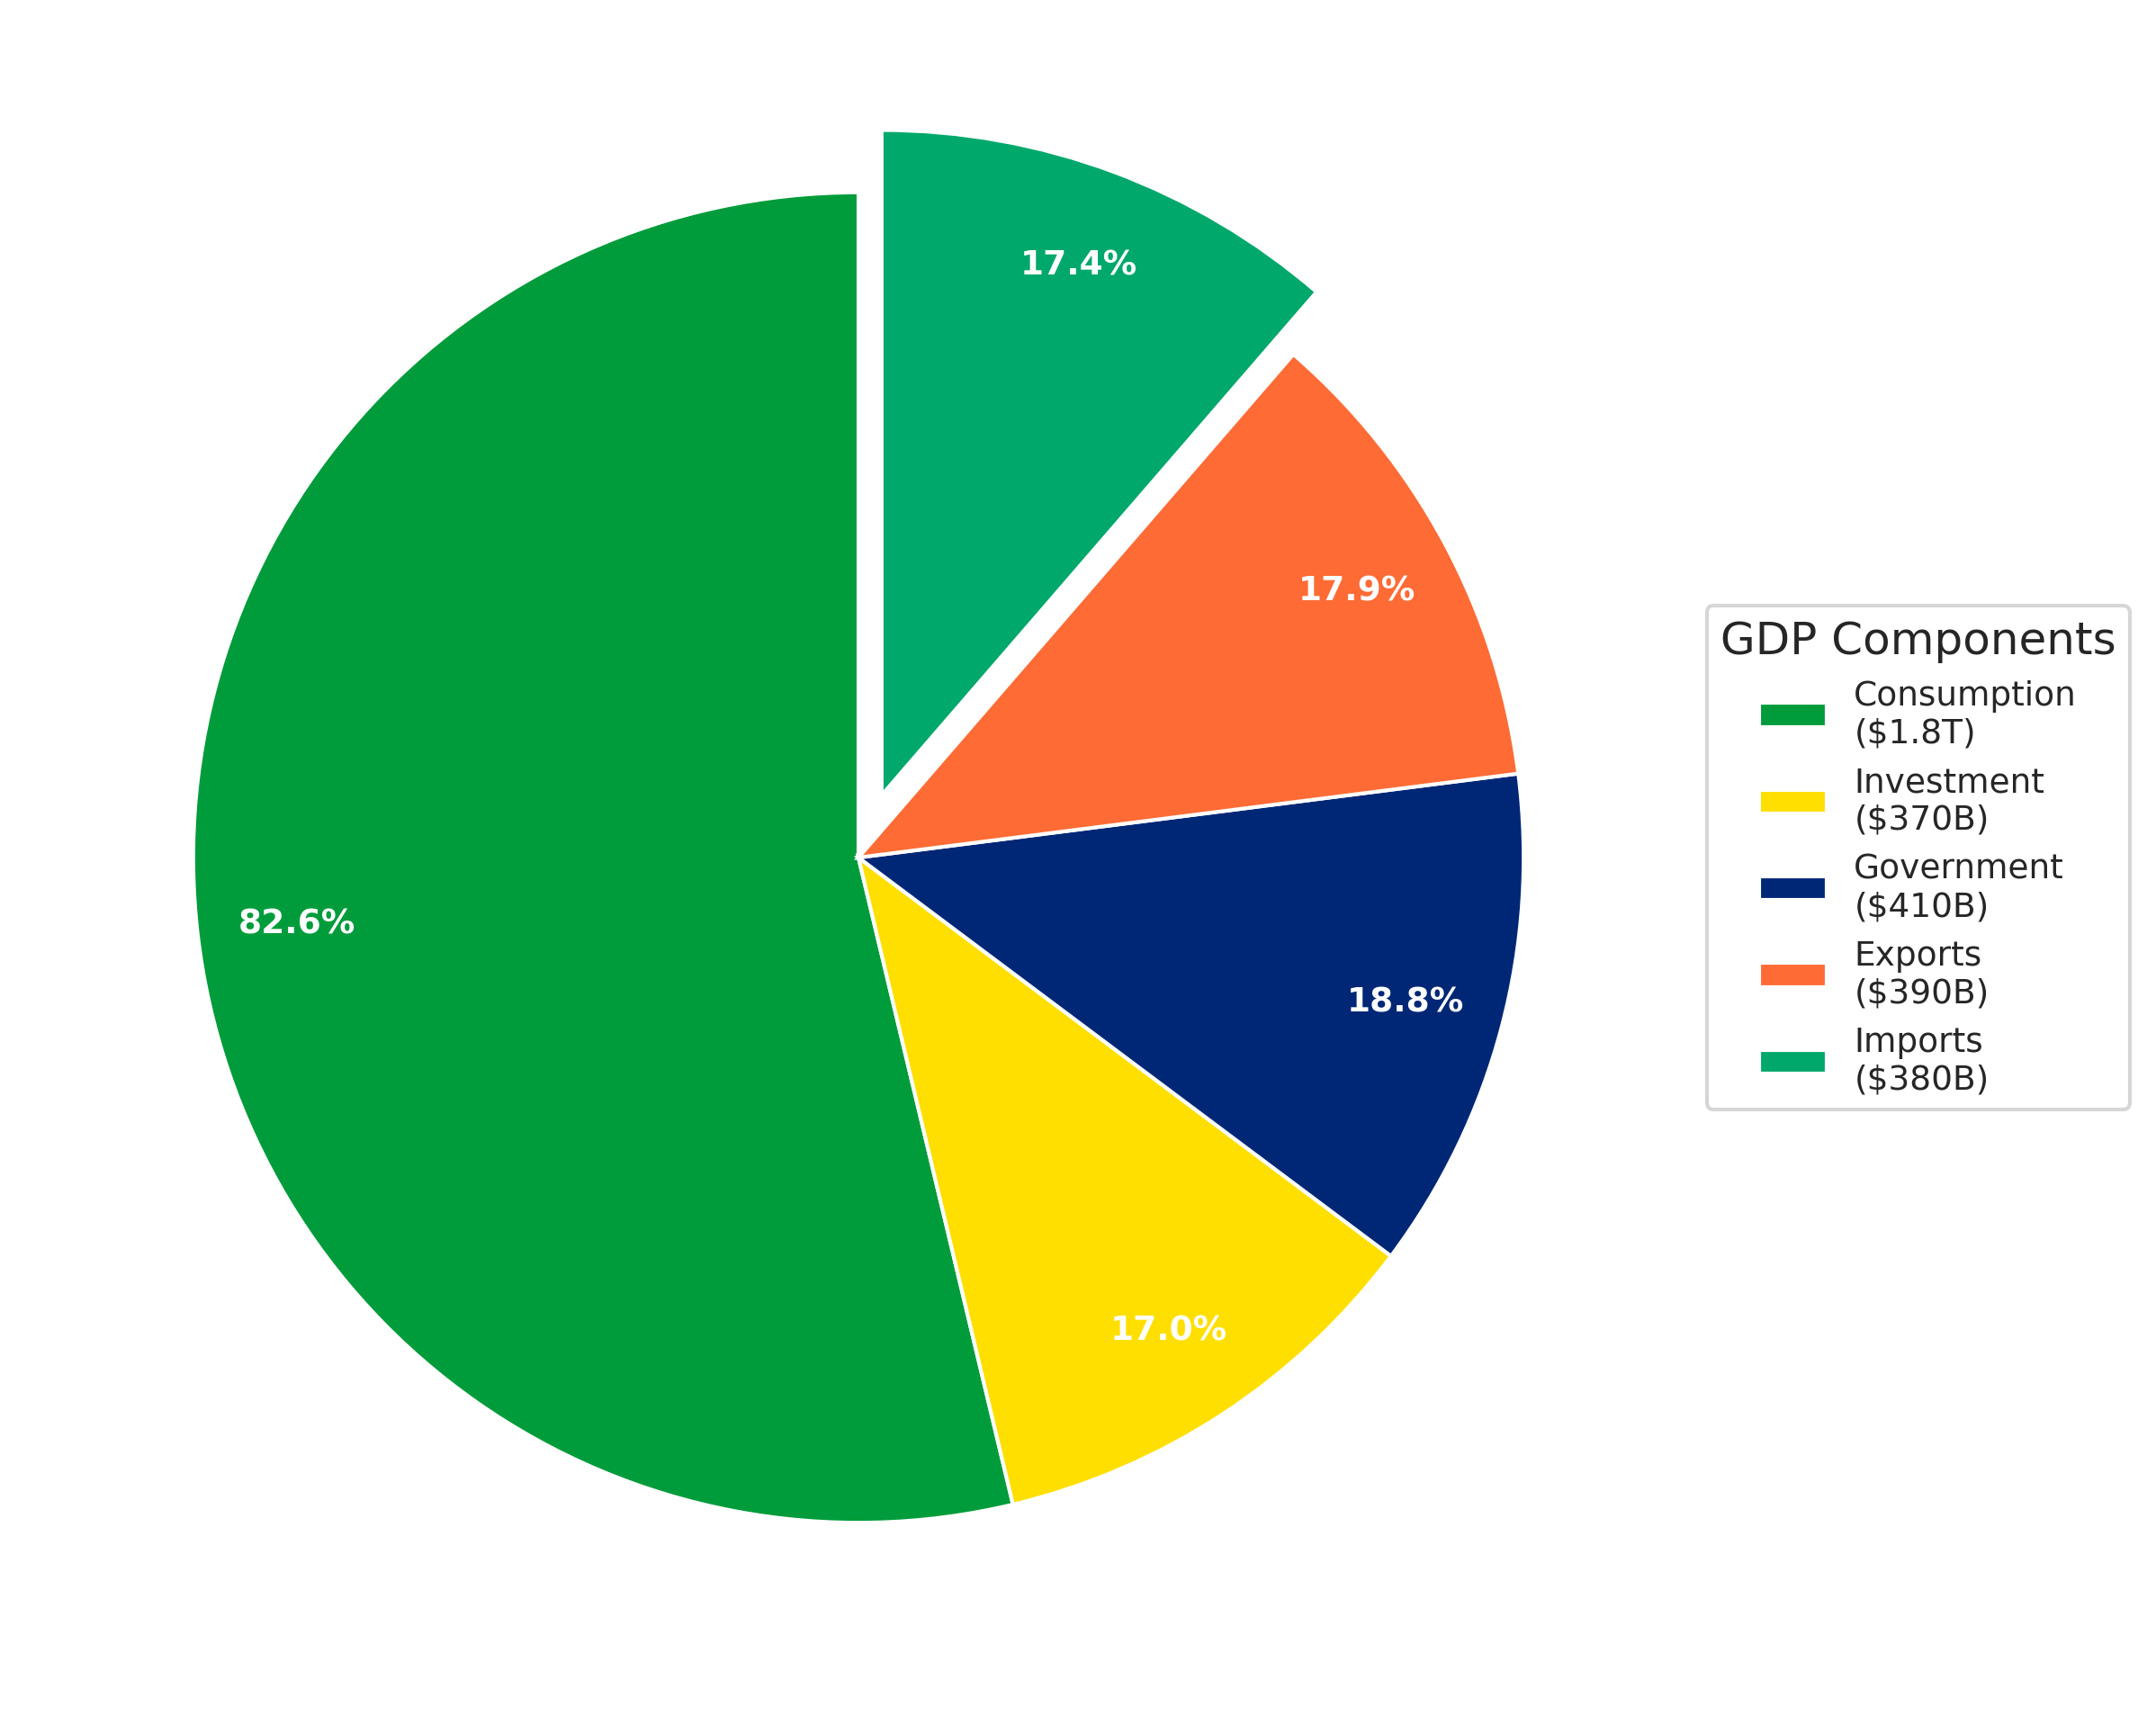 17.4%
17.9%
82.6%
18.8%
17.0%
GDP Components
Consumption
($1.8T)
Investment
($370B)
Government
($410B)
Exports
($390B)
Imports
($380B)